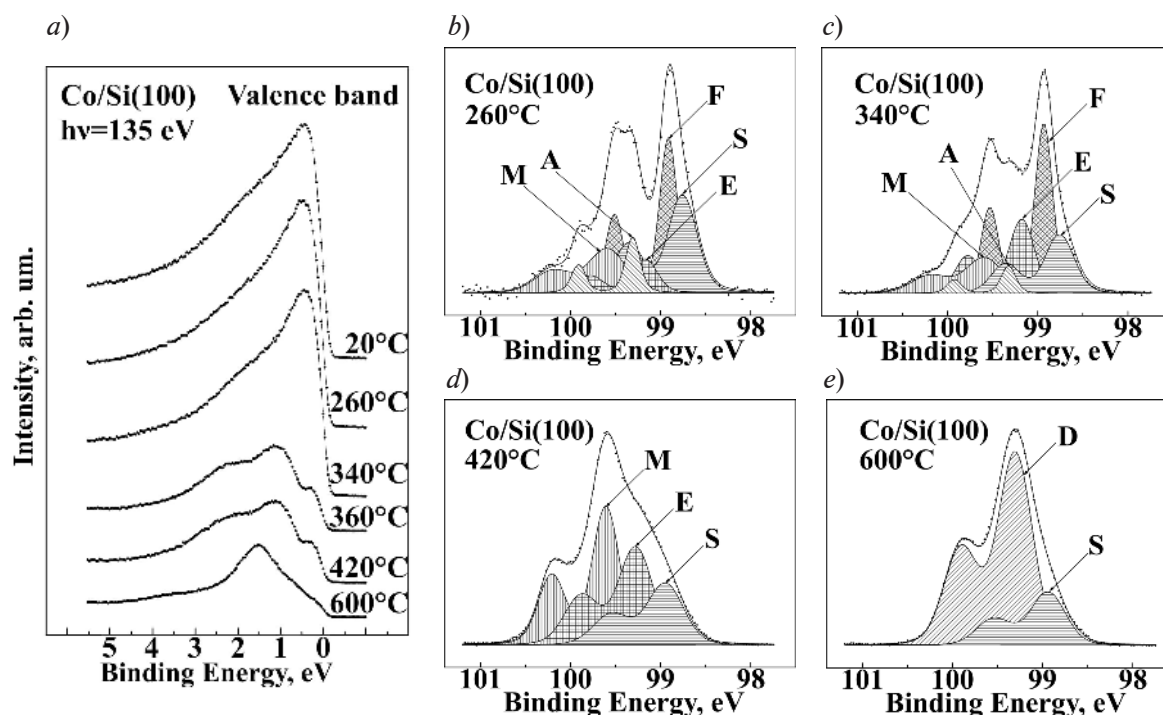 a)
Co/Si(100) Valence band
hν=135 eV
20°C
260°C
340°C
360°C
420°C
600°C
Intensity, arb. um.
5 4 3 2 1 0
Binding Energy, eV
b)
Co/Si(100)
260°C
F
A
S
M
E
101 100 99 98
Binding Energy, eV
c)
Co/Si(100)
340°C
F
A
E
M
S
101 100 99 98
Binding Energy, eV
d)
Co/Si(100)
420°C
M
E
S
101 100 99 98
Binding Energy, eV
e)
Co/Si(100)
600°C
D
S
101 100 99 98
Binding Energy, eV